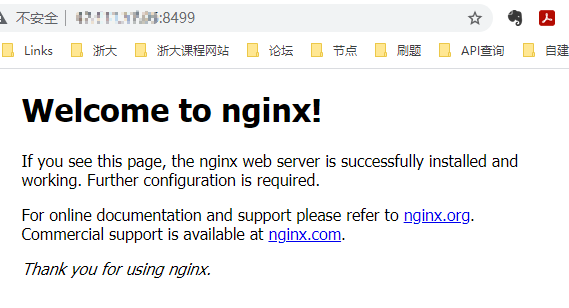 不安全 :8499
Links 浙大 浙大课程网站 论坛 节点 刷题 API查询 自建
Welcome to nginx!
If you see this page, the nginx web server is successfully installed and
working. Further configuration is required.
For online documentation and support please refer to nginx.org.
Commercial support is available at nginx.com.
Thank you for using nginx.